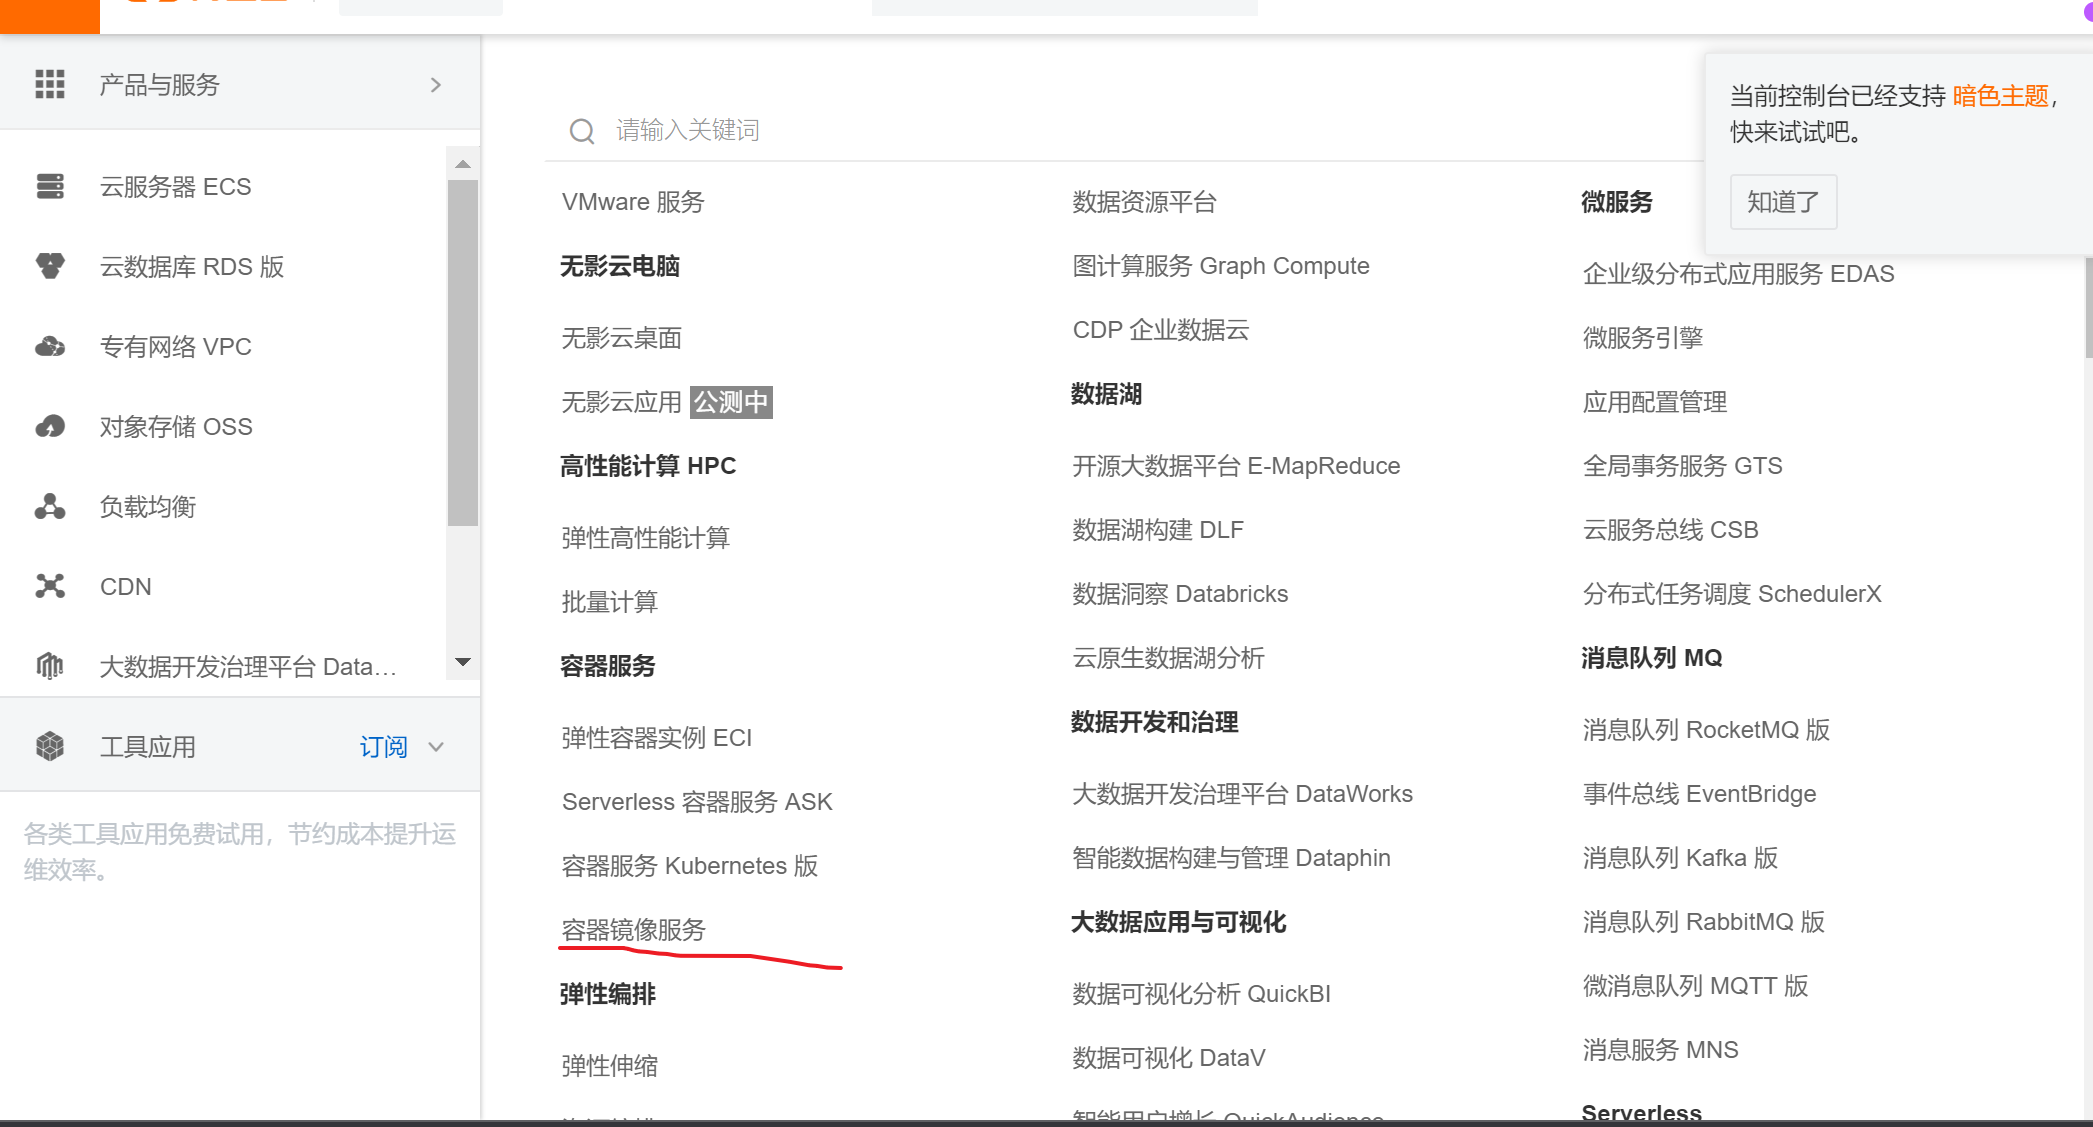 产品与服务
云服务器 ECS
云数据库 RDS 版
专有网络 VPC
对象存储 OSS
负载均衡
CDN
大数据开发治理平台 Data...
工具应用
订阅
各类工具应用免费试用，节约成本提升运
维效率。
请输入关键词
VMware 服务
无影云电脑
无影云桌面
无影云应用 公测中
高性能计算 HPC
弹性高性能计算
批量计算
容器服务
弹性容器实例 ECI
Serverless 容器服务 ASK
容器服务 Kubernetes 版
容器镜像服务
弹性编排
弹性伸缩
数据资源平台
图计算服务 Graph Compute
CDP 企业数据云
数据湖
开源大数据平台 E-MapReduce
数据湖构建 DLF
数据洞察 Databricks
云原生数据湖分析
数据开发和治理
大数据开发治理平台 DataWorks
智能数据构建与管理 Dataphin
大数据应用与可视化
数据可视化分析 QuickBI
数据可视化 DataV
智能用户增长 QuickAudience
微服务
企业级分布式应用服务 EDAS
微服务引擎
应用配置管理
全局事务服务 GTS
云服务总线 CSB
分布式任务调度 SchedulerX
消息队列 MQ
消息队列 RocketMQ 版
事件总线 EventBridge
消息队列 Kafka 版
消息队列 RabbitMQ 版
微消息队列 MQTT 版
消息服务 MNS
Serverless
当前控制台已经支持 暗色主题，
快来试试吧。
知道了